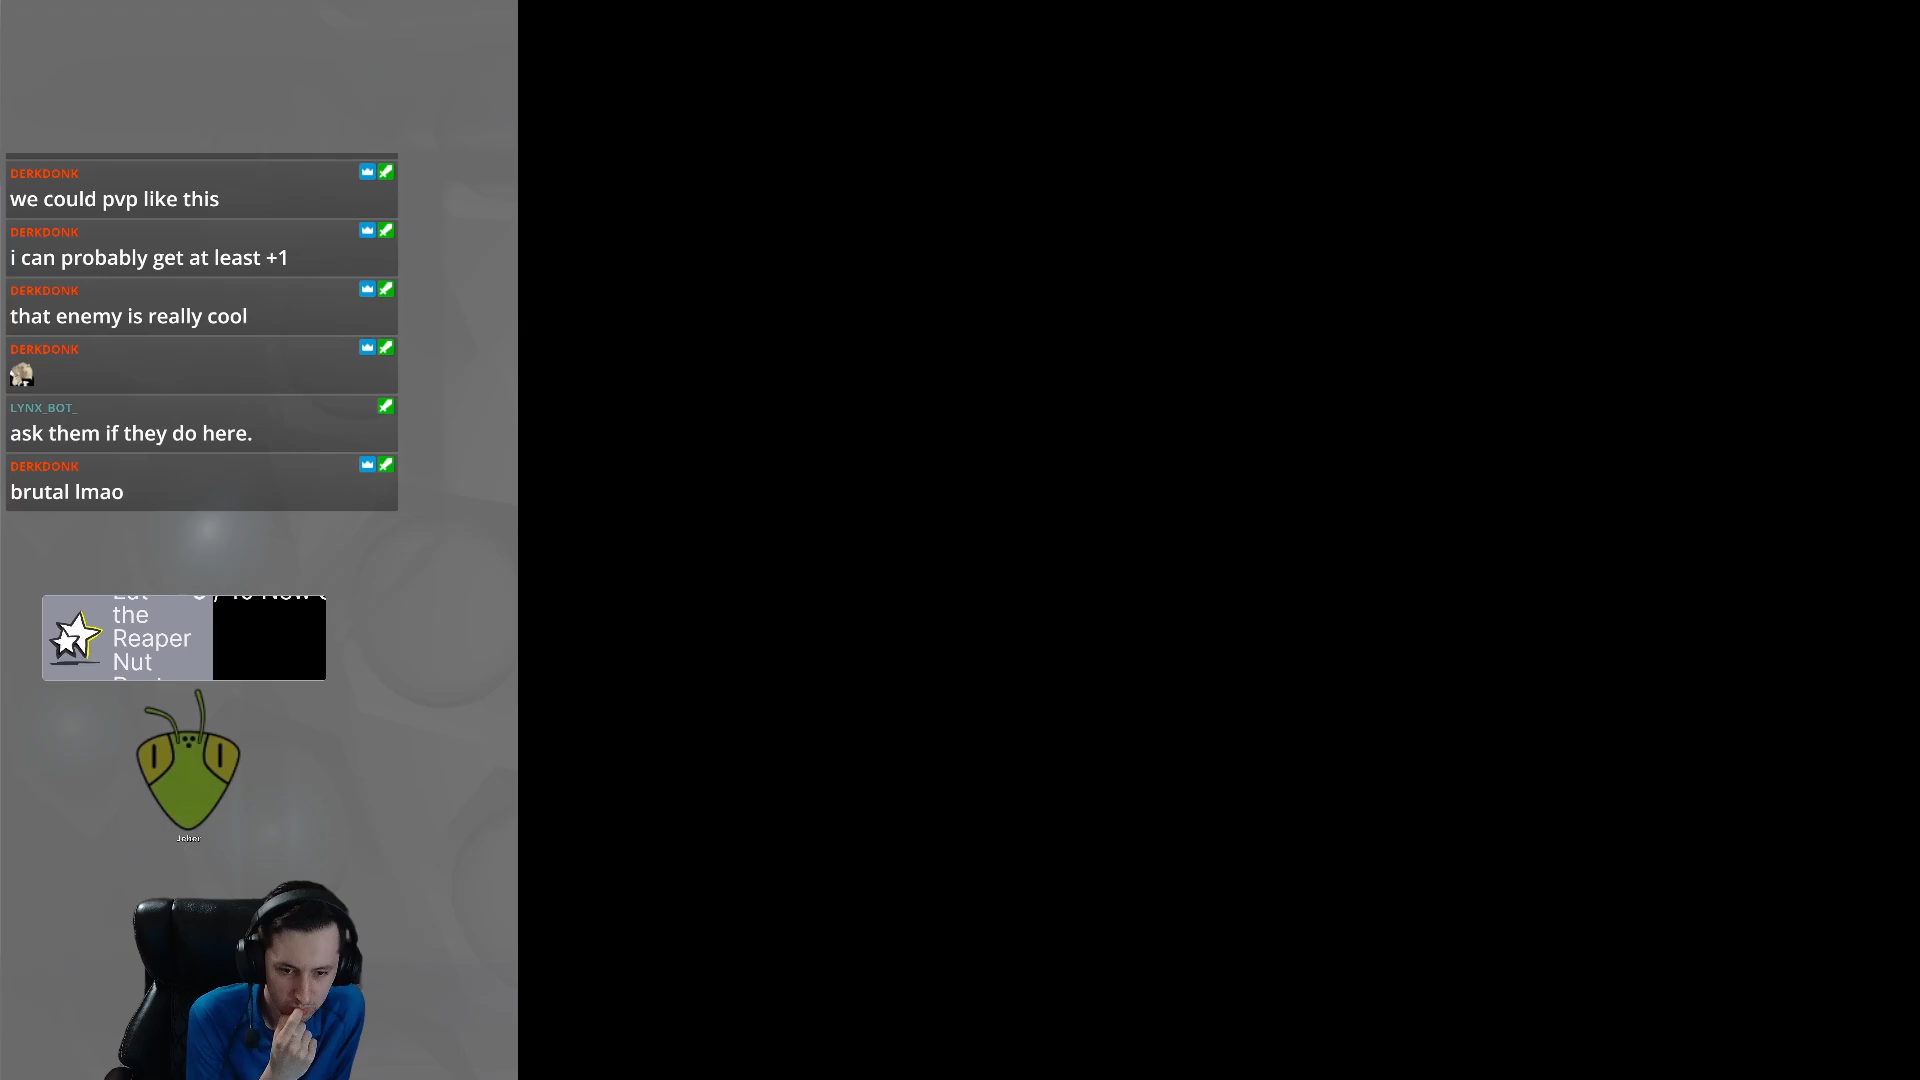 DERKDONK
we could pvp like this
DERKDONK
i can probably get at least +1
DERKDONK
that enemy is really cool
DERKDONK
LYNX_BOT_
ask them if they do here.
DERKDONK
brutal lmao
the
Reaper
Nut
Jeher